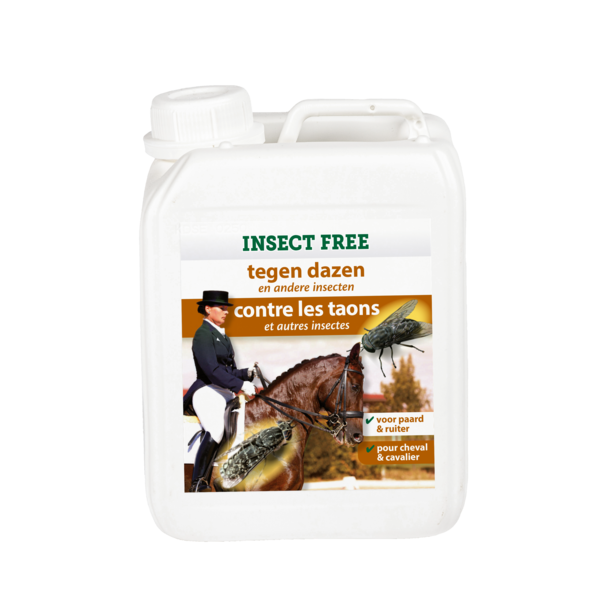 INSECT FREE
tegen dazen
en andere insecten
contre les taons
et autres insectes
voor paard
& ruiter
pour cheval
& cavalier